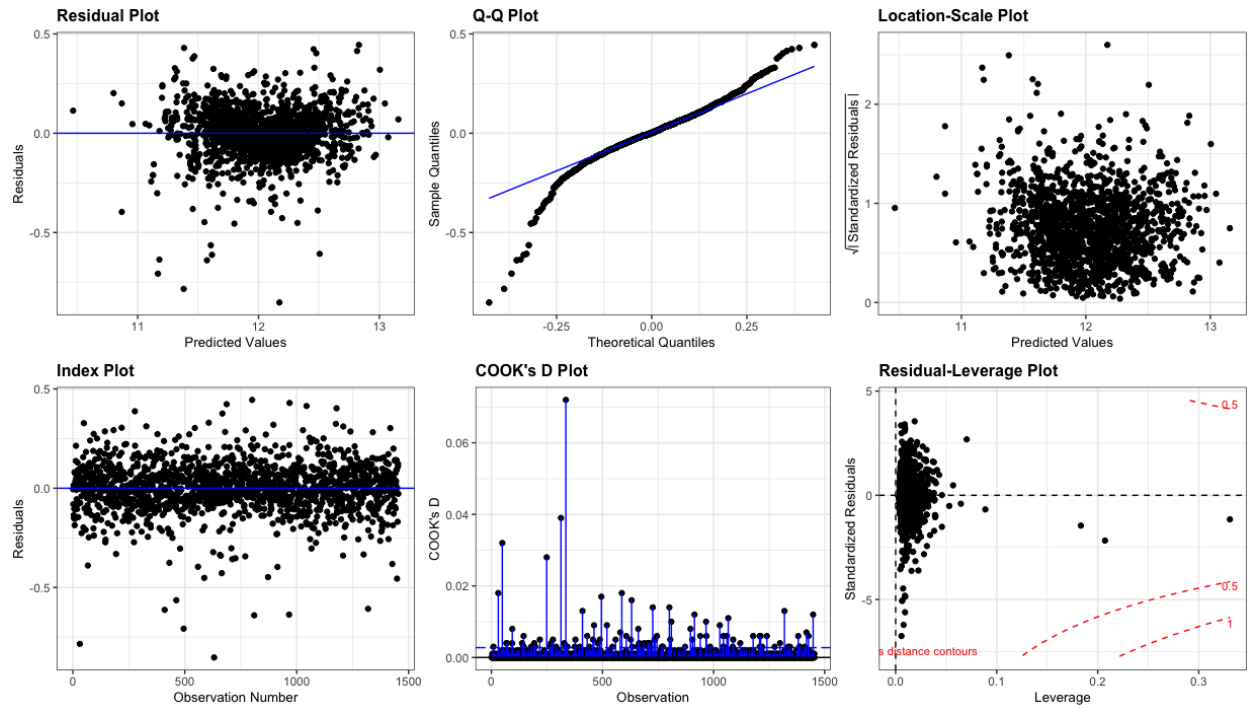 Residual Plot
0.5
0.0
-0.5
Residuals
11
12
13
Predicted Values
Q-Q Plot
0.5
0.0
-0.5
Sample Quantiles
-0.25
0.00
0.25
Theoretical Quantiles
Location-Scale Plot
2
1
0
√|Standardized Residuals|
11
12
13
Predicted Values
Index Plot
0.5
0.0
-0.5
Residuals
0
500
1000
1500
Observation Number
COOK's D Plot
0.06
0.04
0.02
0.00
COOK's D
0
500
1000
1500
Observation
Residual-Leverage Plot
5
0
-5
Standardized Residuals
0.5
0.5
1
s distance contours
0.0
0.1
0.2
0.3
Leverage